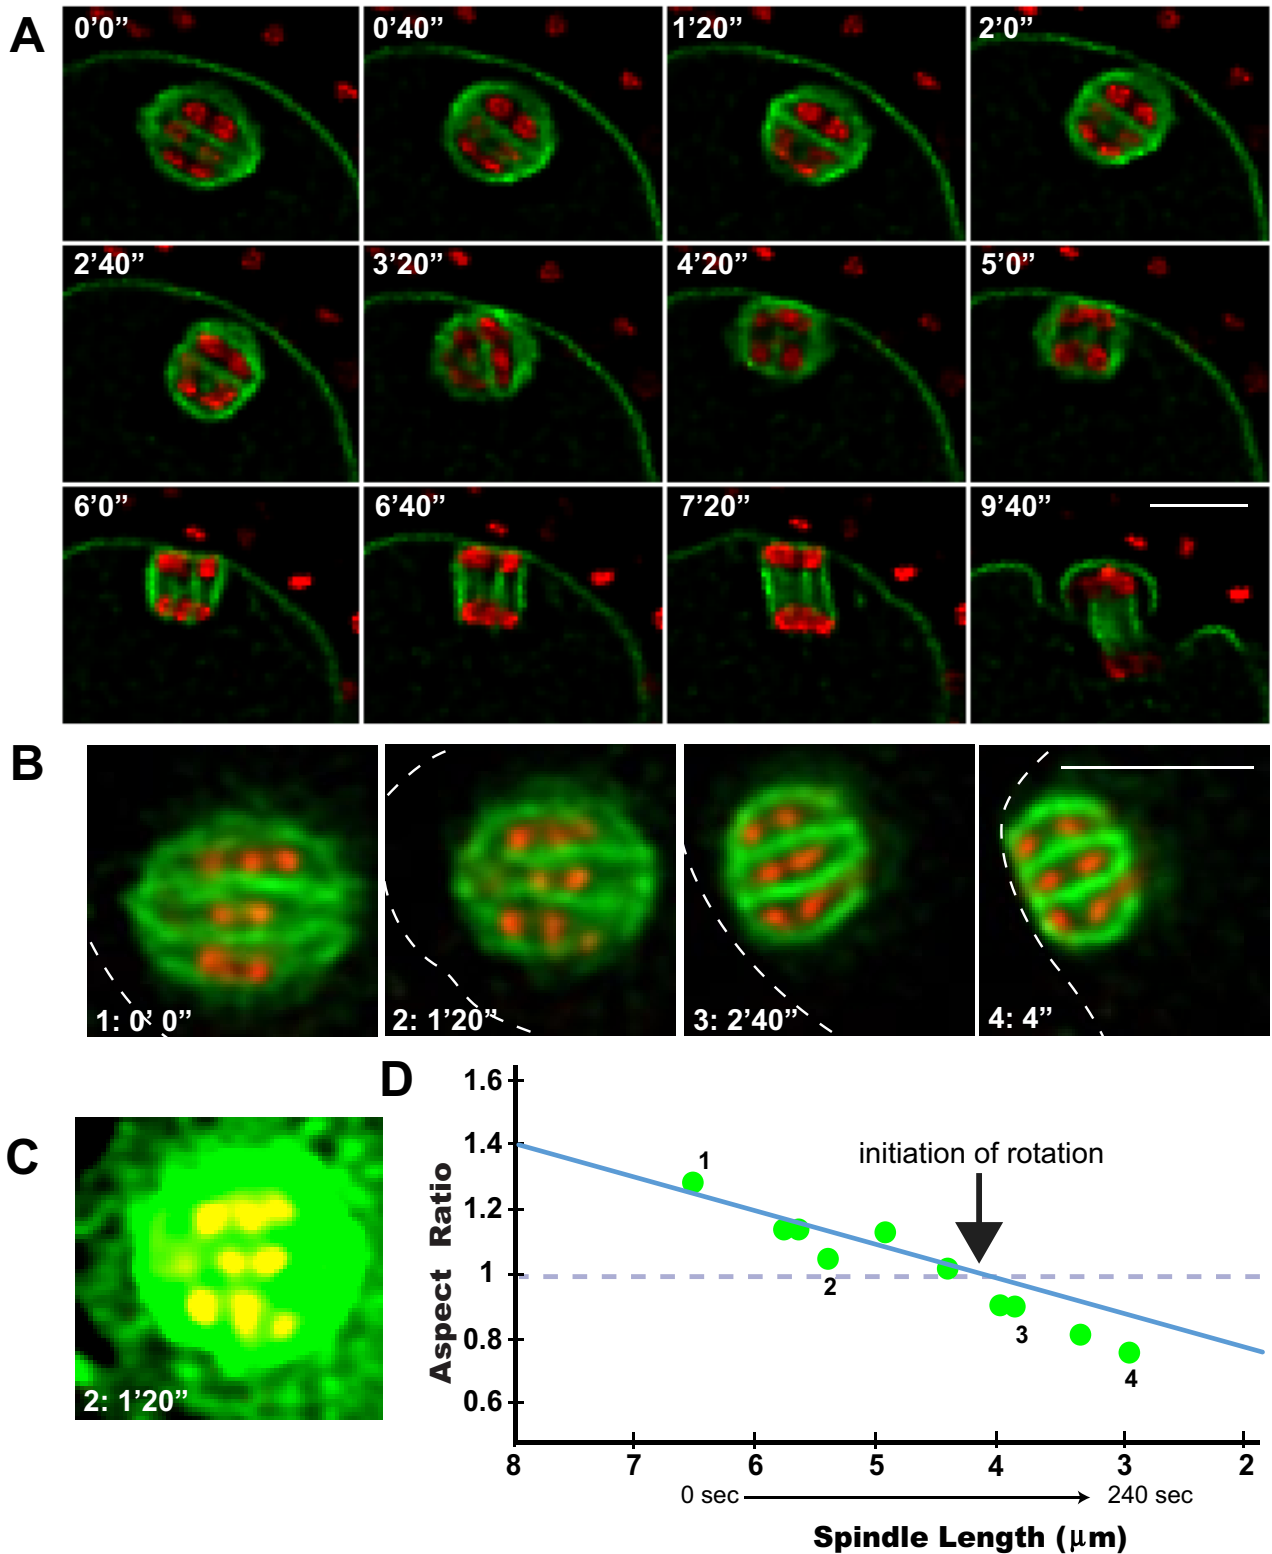 A
0’0”
0’40”
1’20”
2’0”
2’40”
3’20”
4’20”
5’0”
6’0”
6’40”
7’20”
9’40”
B
1: 0’ 0”
2: 1’20”
3: 2’40”
4: 4”
C
2: 1’20”
D
Aspect Ratio
1.6
1.4
1.2
1
0.8
0.6
1
2
3
4
initiation of rotation
8 7 6 5 4 3 2
0 sec 240 sec
Spindle Length (μm)